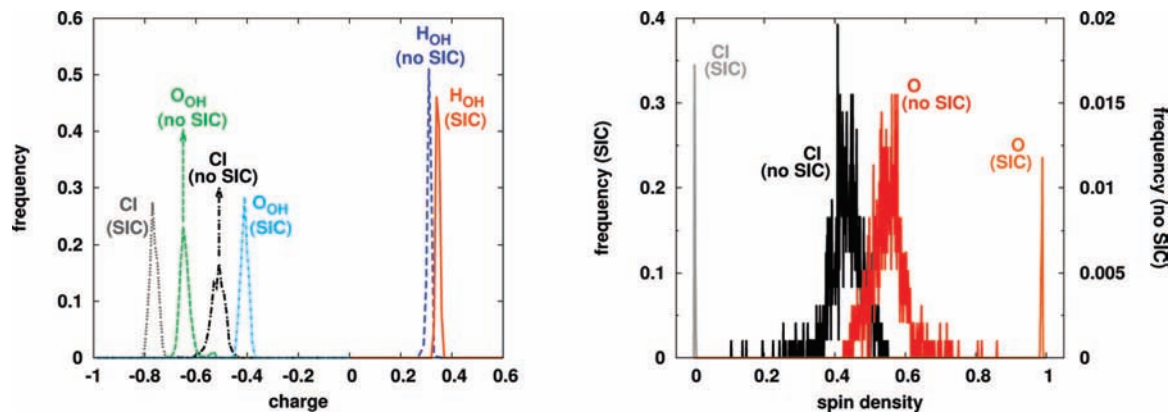 0.6
0.5
0.4
0.3
0.2
0.1
0
frequency
-1
-0.8
-0.6
-0.4
-0.2
0
0.2
0.4
0.6
charge
H_OH
(no SIC)
H_OH
(SIC)
O_OH
(no SIC)
Cl
(no SIC)
Cl
(SIC)
O_OH
(SIC)
0.4
0.3
0.2
0.1
0
frequency (SIC)
0
0.2
0.4
0.6
0.8
1
spin density
Cl
(SIC)
O
(no SIC)
Cl
(no SIC)
O
(SIC)
0.02
0.015
0.01
0.005
0
frequency (no SIC)